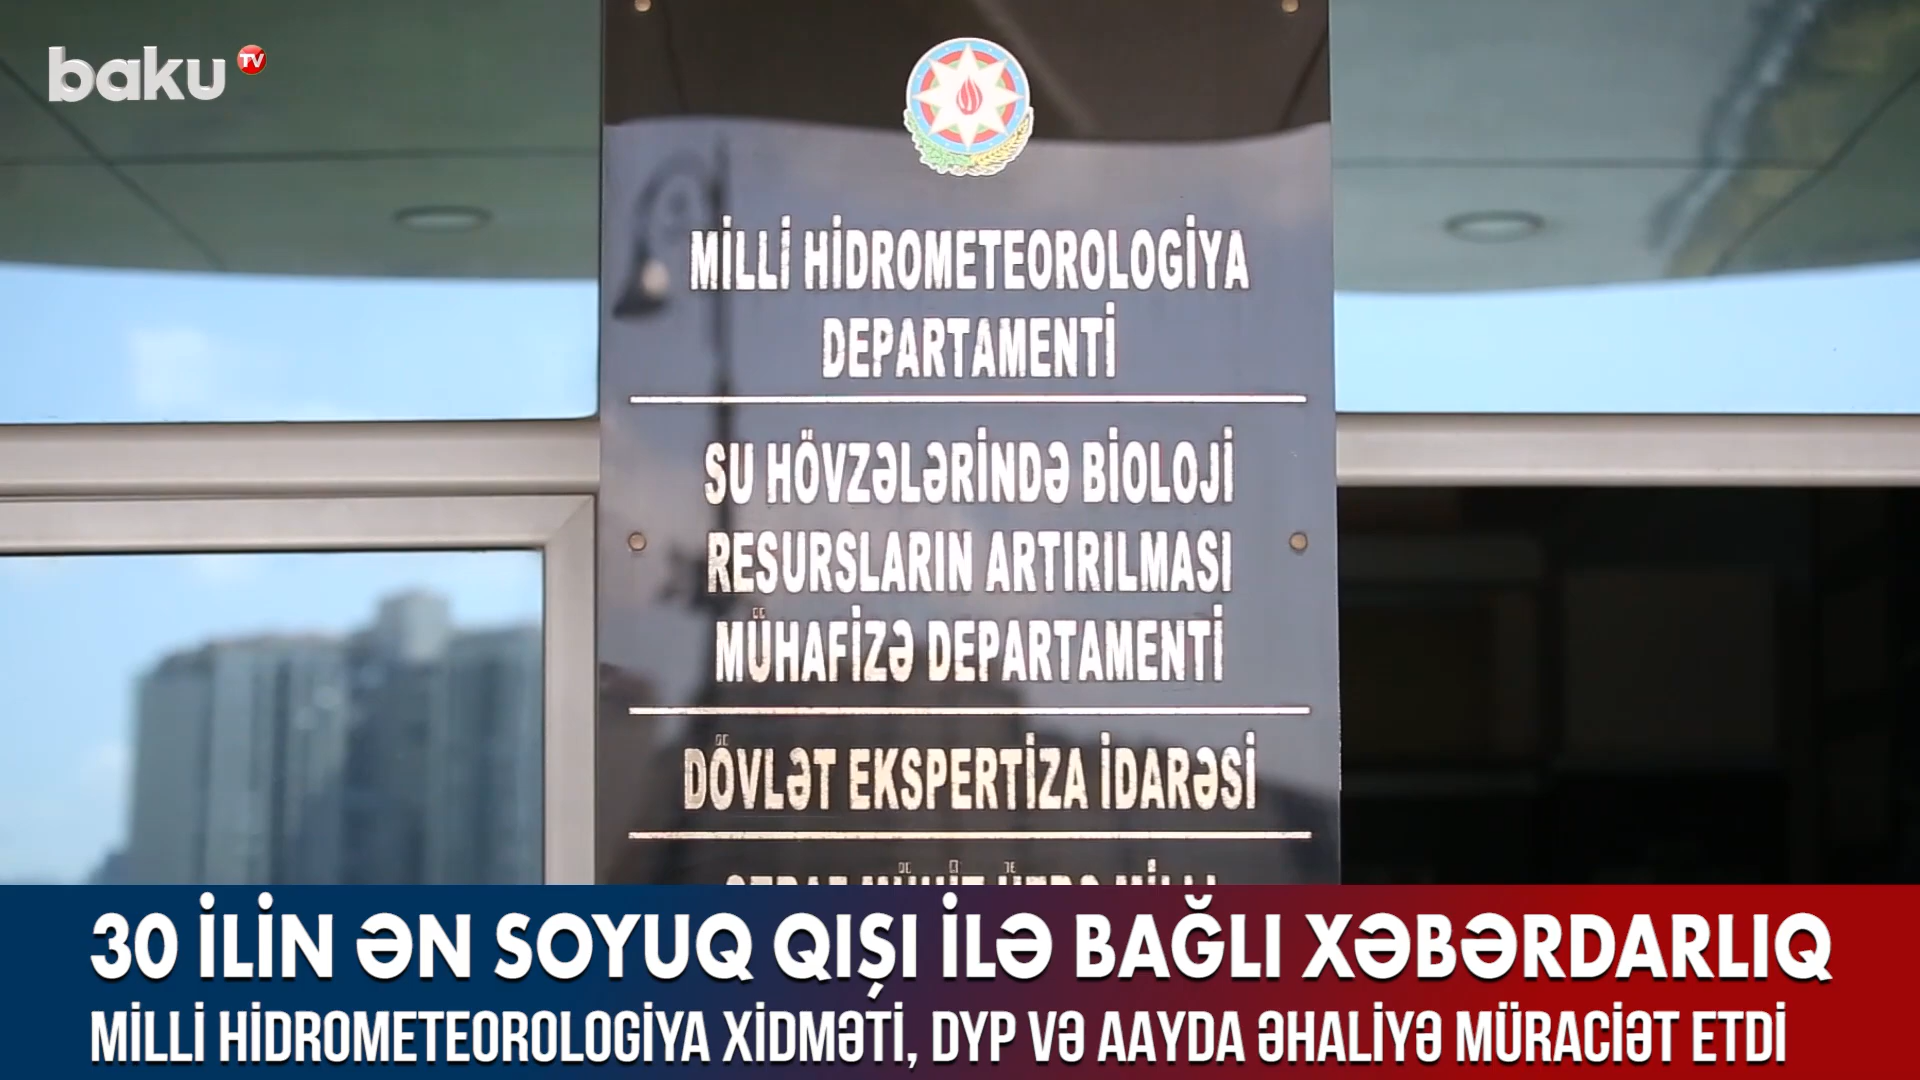 baku TV
MİLLİ HİDROMETEOROLOGİYA
DEPARTAMENTİ
SU HÖVZƏLƏRİNDƏ BİOLOJİ
RESURSLARIN ARTIRILMASI
MÜHAFİZƏ DEPARTAMENTİ
DÖVLƏT EKSPERTİZA İDARƏSİ
30 İLİN ƏN SOYUQ QIŞI İLƏ BAĞLI XƏBƏRDARLIQ
MİLLİ HİDROMETEOROLOGİYA XİDMƏTİ, DYP VƏ AAYDA ƏHALİYƏ MÜRACİƏT ETDİ